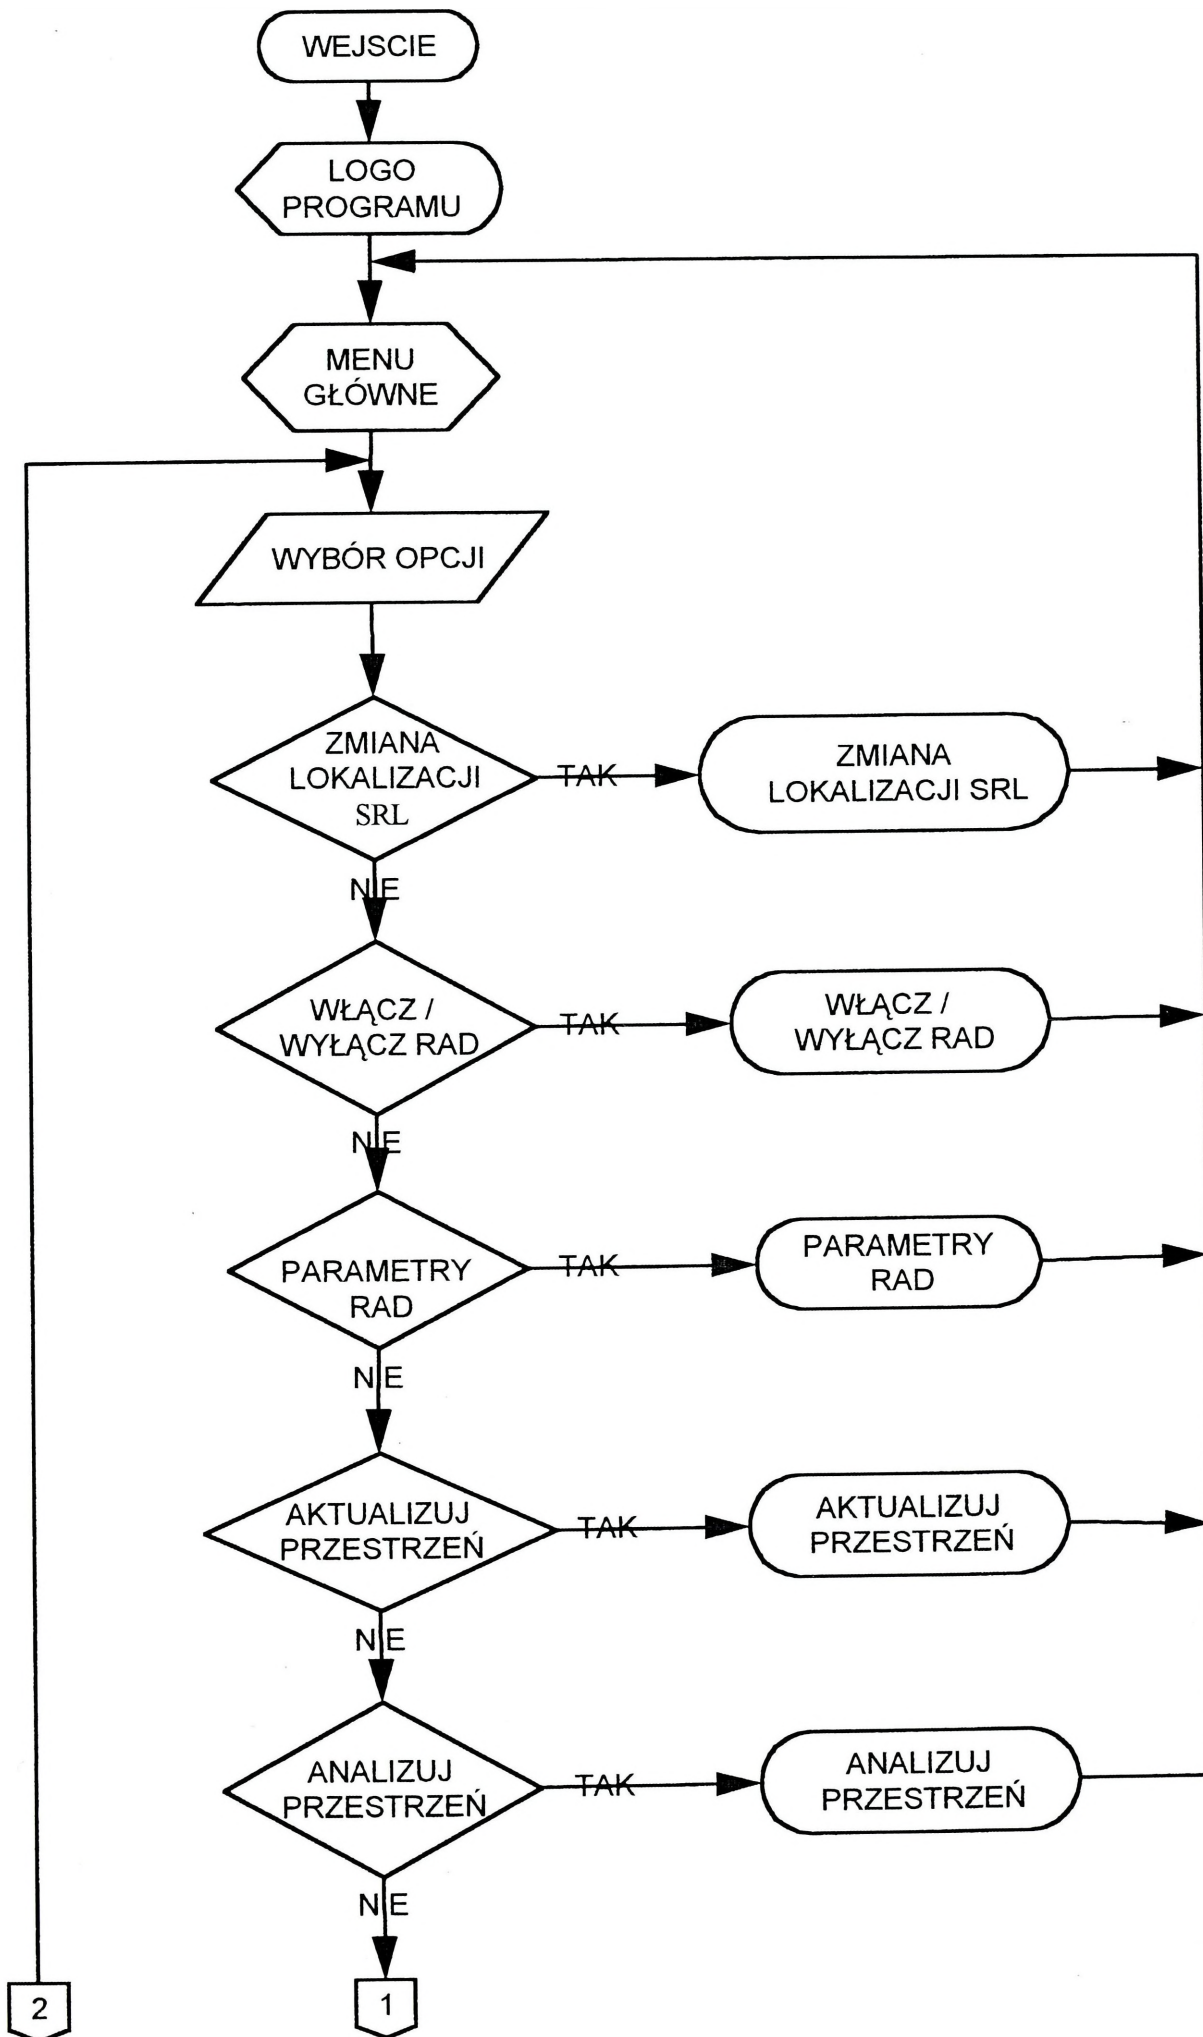 WEJSCIE
LOGO
PROGRAMU
MENU
GŁÓWNE
WYBÓR OPCJI
ZMIANA
LOKALIZACJI
SRL
TAK
ZMIANA
LOKALIZACJI SRL
NIE
WŁĄCZ /
WYŁĄCZ RAD
TAK
WŁĄCZ /
WYŁĄCZ RAD
NIE
PARAMETRY
RAD
TAK
PARAMETRY
RAD
NIE
AKTUALIZUJ
PRZESTRZEŃ
TAK
AKTUALIZUJ
PRZESTRZEŃ
NIE
ANALIZUJ
PRZESTRZEŃ
TAK
ANALIZUJ
PRZESTRZEŃ
NIE
2
1